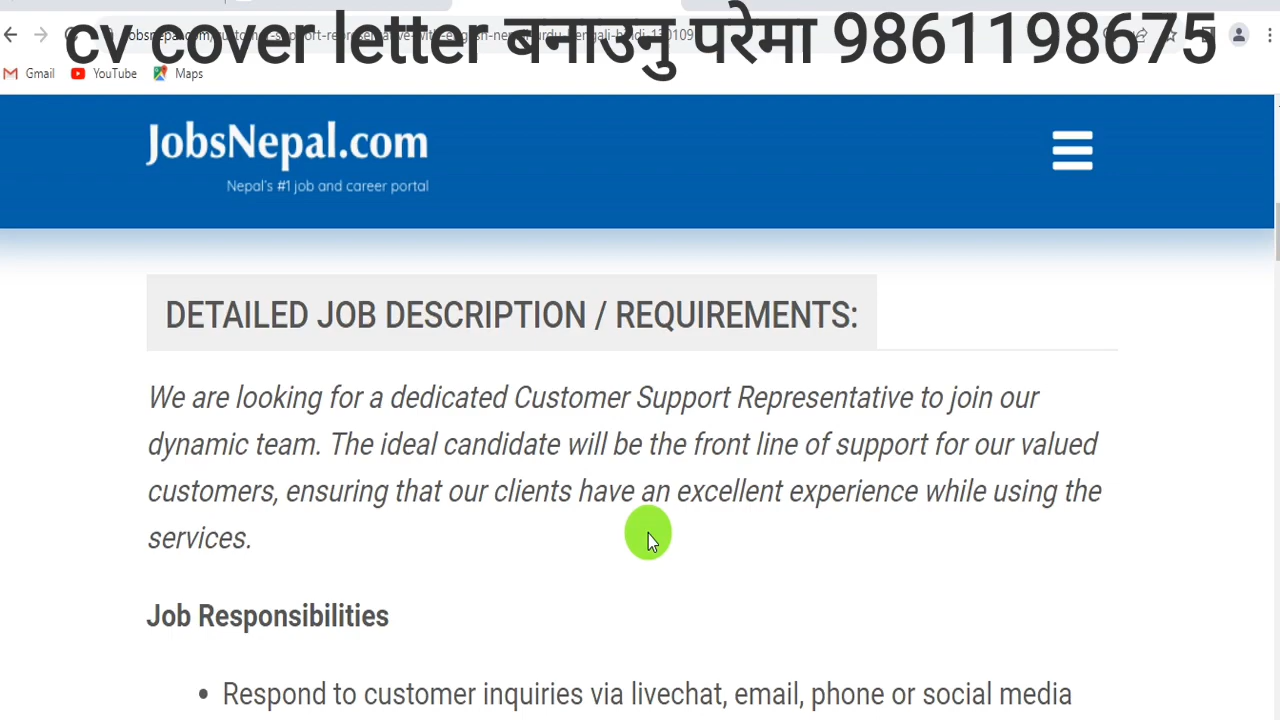 cv cover letter बनाउनु परेमा 9861198675
Gmail YouTube Maps
JobsNepal.com
Nepal's #1 job and career portal
DETAILED JOB DESCRIPTION / REQUIREMENTS:
We are looking for a dedicated Customer Support Representative to join our
dynamic team. The ideal candidate will be the front line of support for our valued
customers, ensuring that our clients have an excellent experience while using the
services.
Job Responsibilities
• Respond to customer inquiries via livechat, email, phone or social media